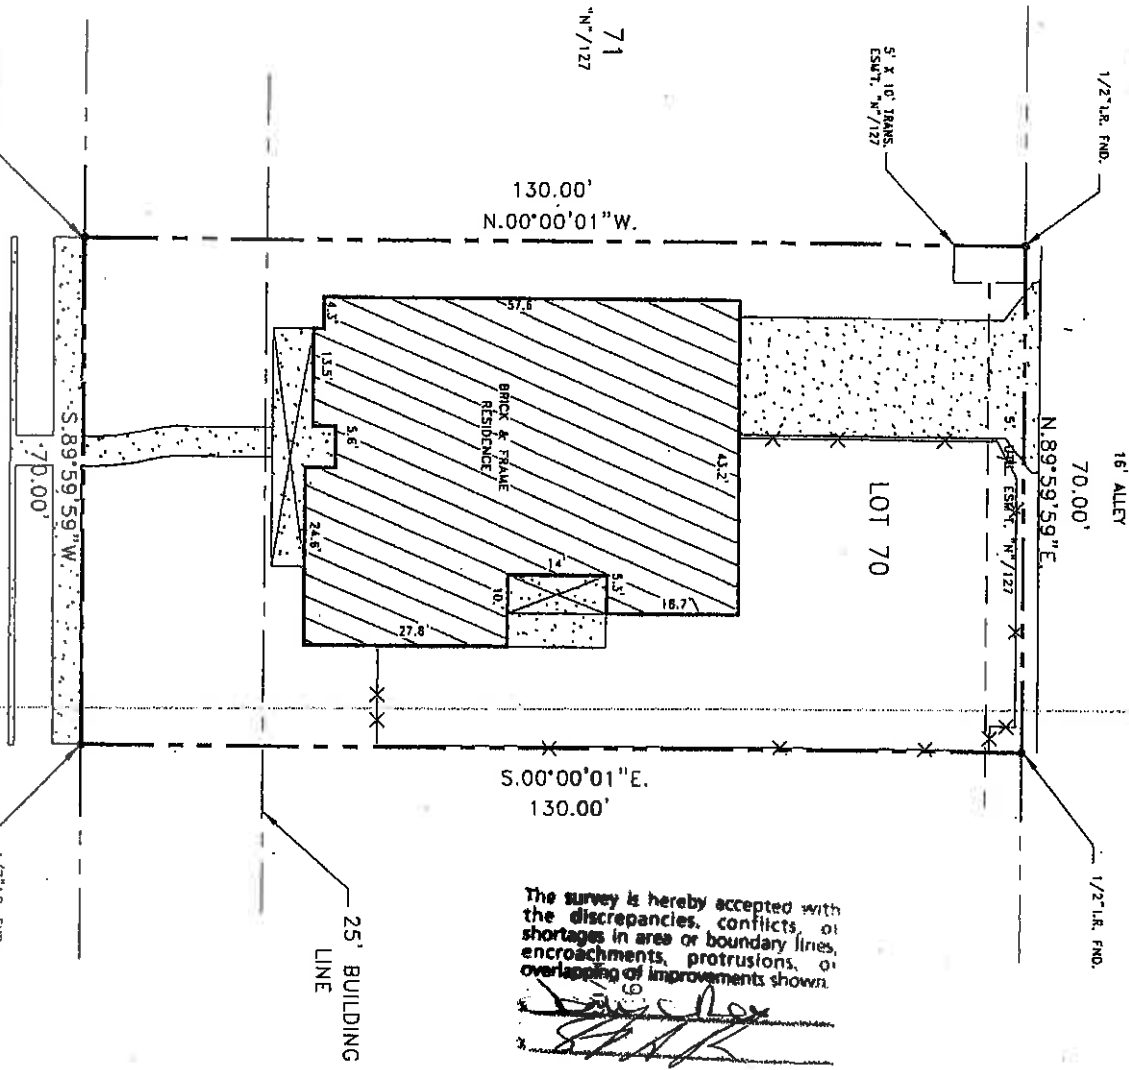 71
"N"/127
1/2" I.R. FND.
5' X 10' TRANS.
ESM'T. "N"/127
130.00'
N.00°00'01"W.
16' ALLEY
N.89°59'59"E.
70.00'
5' ESM'T. "N"/127
LOT 70
57.6
4.3'
13.5'
5.6'
BRICK & FRAME
RESIDENCE
43.2'
24.6'
14'
5.3'
10.
18.7'
27.8'
S.89°59'59"W.
70.00'
S.00°00'01"E.
130.00'
1/2" I.R. FND.
25' BUILDING
LINE
The survey is hereby accepted with
the discrepancies, conflicts, or
shortages in area or boundary lines,
encroachments, protrusions, or
overlapping of improvements shown.
x
x